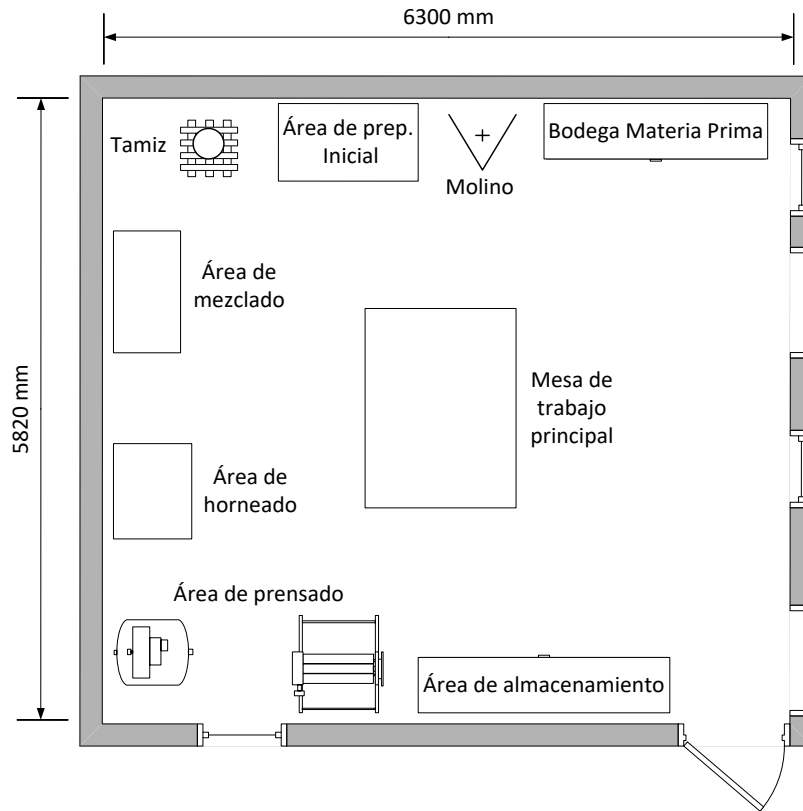 6300 mm
5820 mm
Tamiz
Área de prep.
Inicial
Molino
Bodega Materia Prima
Área de
mezclado
Mesa de
trabajo
principal
Área de
horneado
Área de prensado
Área de almacenamiento